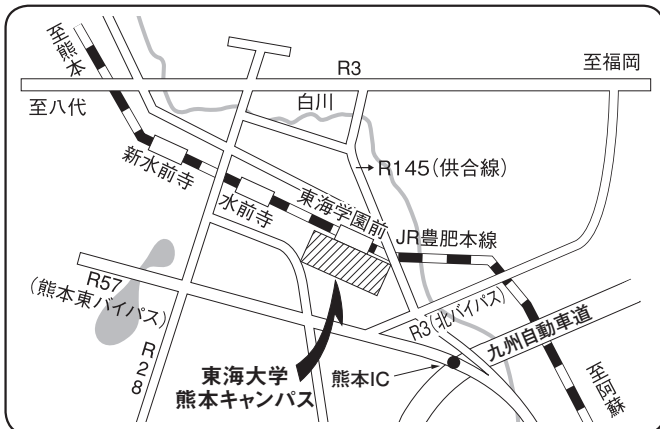 至熊本
R3
至福岡
至八代
白川
R145(供合線)
新水前寺
水前寺
東海学園前
JR豊肥本線
R57
(熊本東バイパス)
R3(北バイパス)
九州自動車道
R28
東海大学
熊本キャンパス
熊本IC
至阿蘇